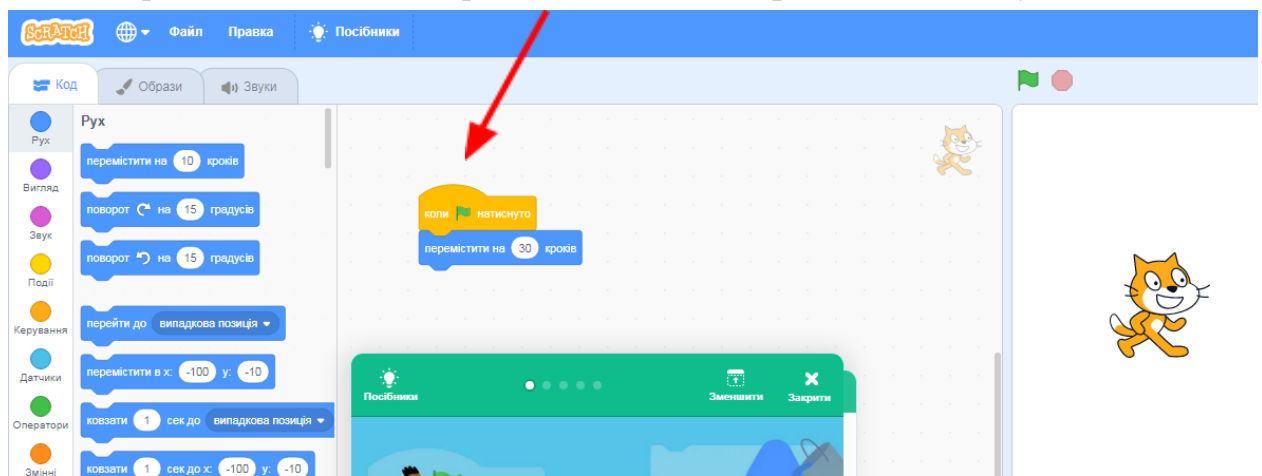 SCRATCH Файл Правка Посібники
Код Образи Звуки
Рух
Вигляд
Звук
Події
Керування
Датчики
Оператори
Змінні
Рух
перемістити на 10 кроків
поворот на 15 градусів
поворот на 15 градусів
перейти до випадкова позиція
перемістити в x: -100 y: -10
ковзати 1 сек до випадкова позиція
ковзати 1 сек до x: -100 y: -10
коли натиснуто
перемістити на 30 кроків
Посібники Зменшити Закрити